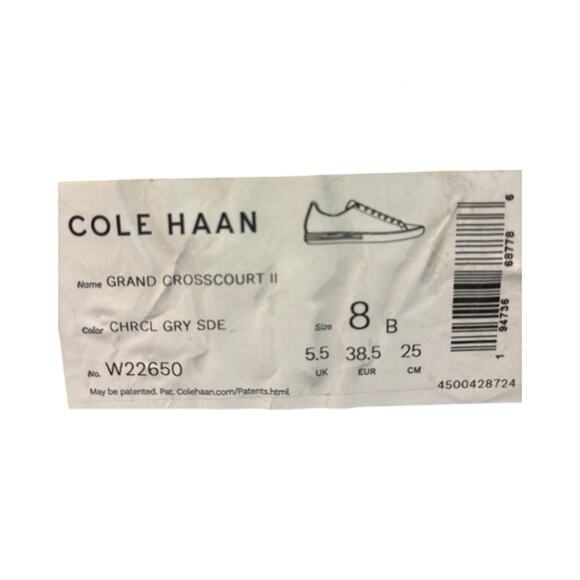 COLE HAAN
Name GRAND CROSSCOURT II
Color CHRCL GRY SDE
Size 8 B
No. W22650
5.5 38.5 25
UK EUR CM
May be patented. Pat. Colehaan.com/Patents.html
1 94736 68778 6
4500428724